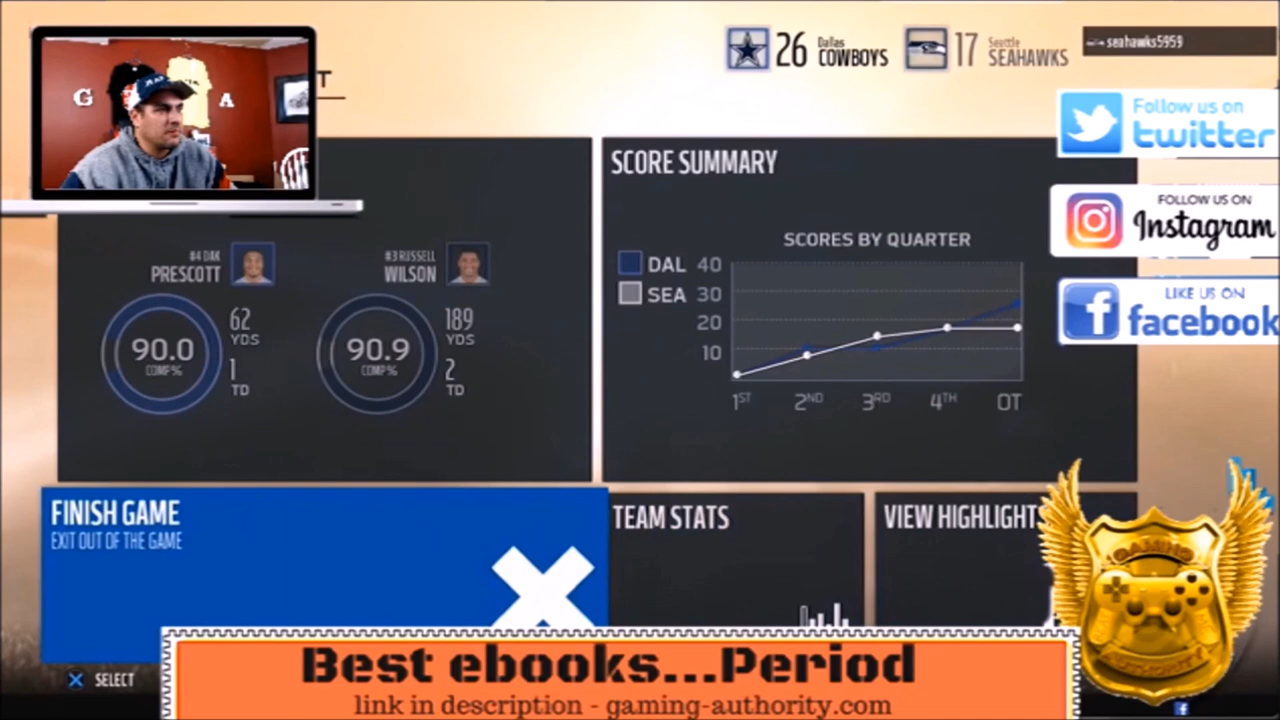 26 Dallas COWBOYS
17 Seattle SEAHAWKS
seahawks5959
G A
T
Follow us on
twitter
FOLLOW US ON
Instagram
LIKE US ON
facebook
#4 DAK
PRESCOTT
90.0
COMP%
62
YDS
1
TD
#3 RUSSELL
WILSON
90.9
COMP%
189
YDS
2
TD
SCORE SUMMARY
SCORES BY QUARTER
DAL
SEA
40
30
20
10
1ST 2ND 3RD 4TH OT
FINISH GAME
EXIT OUT OF THE GAME
TEAM STATS
VIEW HIGHLIGHT
GAMING
AUTHORITY
SELECT
Best ebooks...Period
link in description - gaming-authority.com